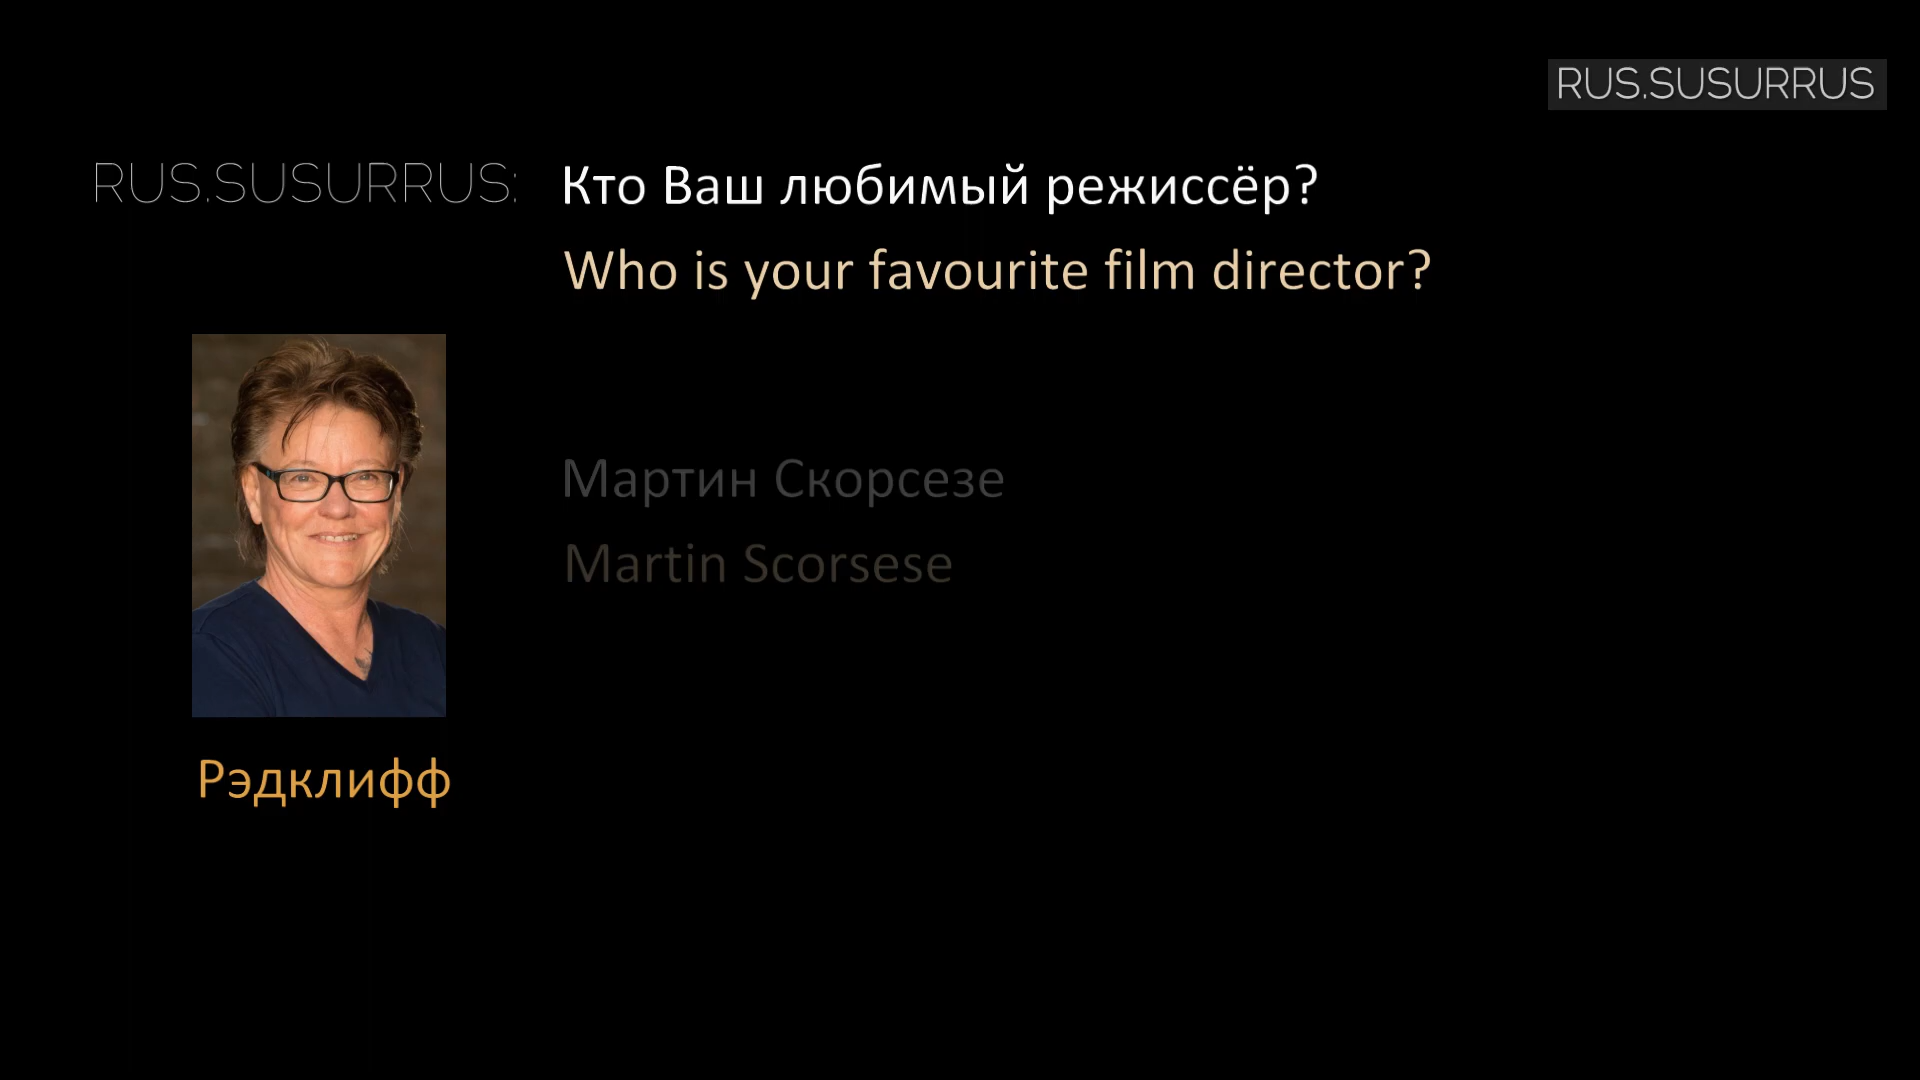 RUS.SUSURRUS
RUS.SUSURRUS: Кто Ваш любимый режиссёр?
Who is your favourite film director?
Мартин Скорсезе
Martin Scorsese
Рэдклифф